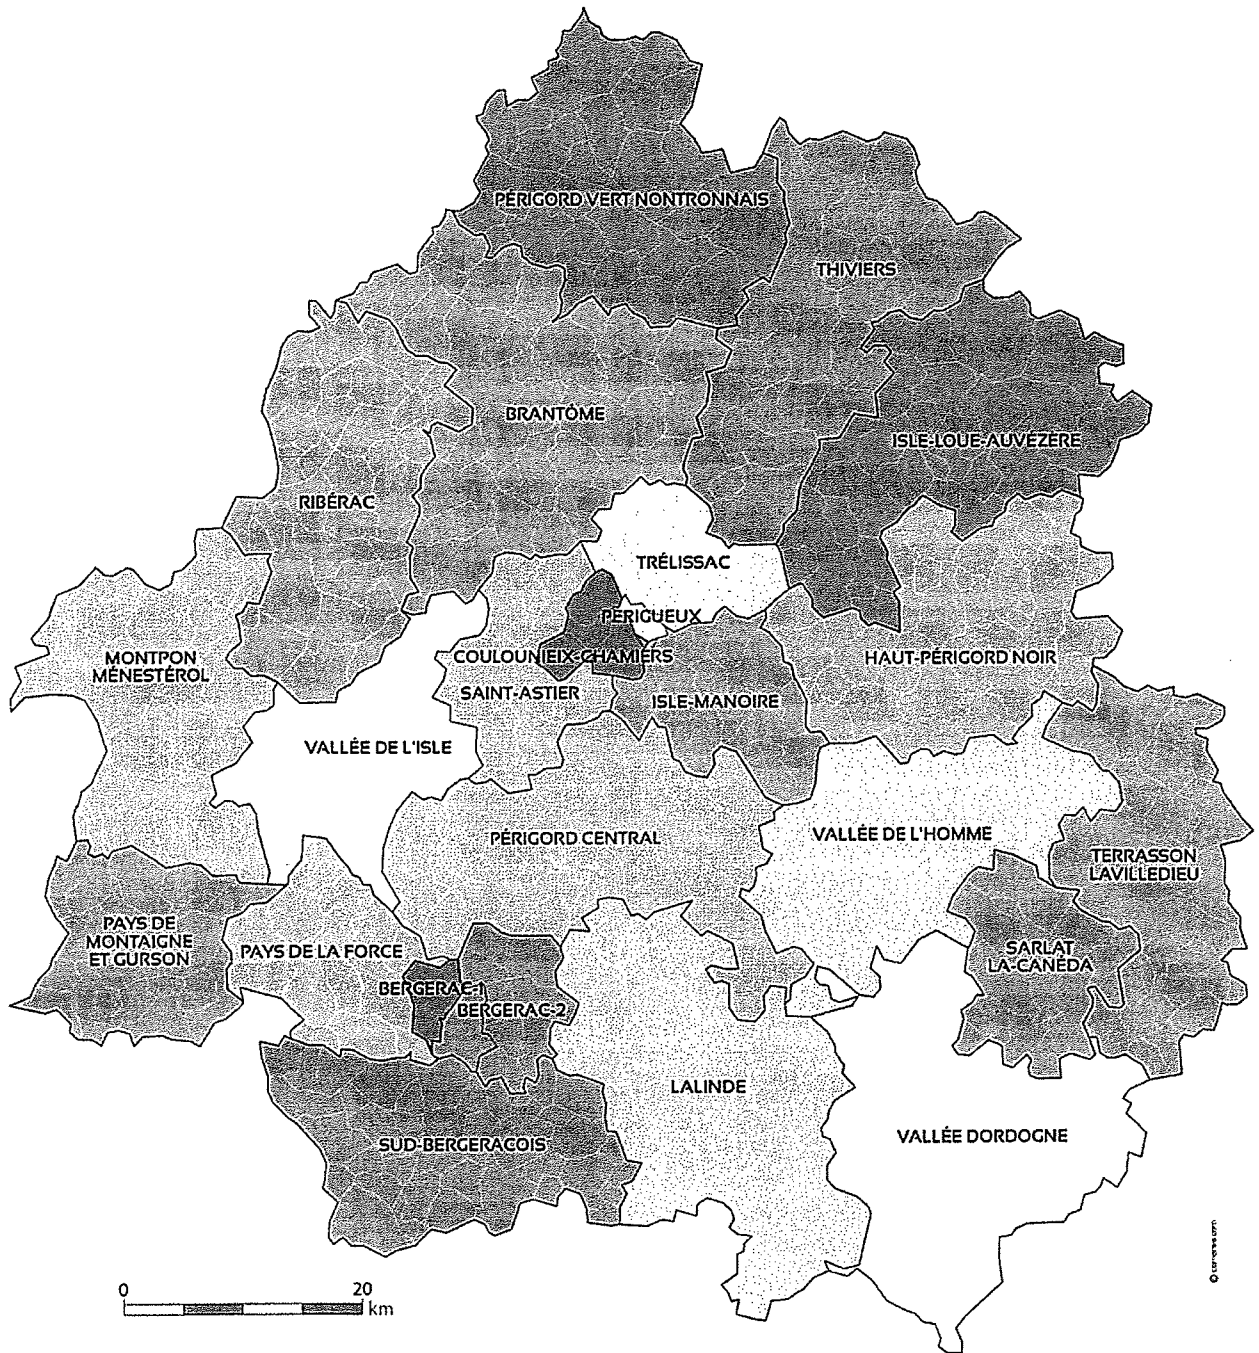 PÉRIGORD VERT NONTRONNAIS
THIVIERS
BRANTÔME
ISLE-LOUE-AUVÉZÈRE
RIBÉRAC
TRÉLISSAC
PÉRIGUEUX
COULOUNIEIX-CHAMIERS
HAUT-PÉRIGORD NOIR
MONTPON
MÉNESTÉROL
SAINT-ASTIER
ISLE-MANOIRE
VALLÉE DE L'ISLE
PÉRIGORD CENTRAL
VALLÉE DE L'HOMME
TERRASSON
LAVILLEDIEU
PAYS DE
MONTAIGNE
ET GURSON
PAYS DE LA FORCE
SARLAT
LA-CANÉDA
BERGERAC-1
BERGERAC-2
LALINDE
VALLÉE DORDOGNE
SUD-BERGERACOIS
0 20
km